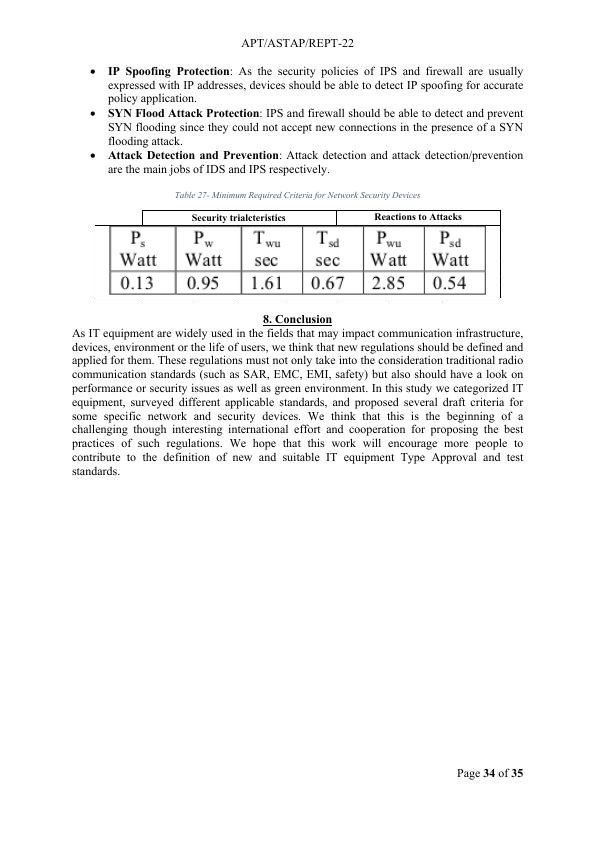 APT/ASTAP/REPT-22
• IP Spoofing Protection: As the security policies of IPS and firewall are usually
expressed with IP addresses, devices should be able to detect IP spoofing for accurate
policy application.
• SYN Flood Attack Protection: IPS and firewall should be able to detect and prevent
SYN flooding since they could not accept new connections in the presence of a SYN
flooding attack.
• Attack Detection and Prevention: Attack detection and attack detection/prevention
are the main jobs of IDS and IPS respectively.
Table 27- Minimum Required Criteria for Network Security Devices
Security trialcteristics Reactions to Attacks
Ps Pw Twu Tsd Pwu Psd
Watt Watt sec sec Watt Watt
0.13 0.95 1.61 0.67 2.85 0.54
8. Conclusion
As IT equipment are widely used in the fields that may impact communication infrastructure,
devices, environment or the life of users, we think that new regulations should be defined and
applied for them. These regulations must not only take into the consideration traditional radio
communication standards (such as SAR, EMC, EMI, safety) but also should have a look on
performance or security issues as well as green environment. In this study we categorized IT
equipment, surveyed different applicable standards, and proposed several draft criteria for
some specific network and security devices. We think that this is the beginning of a
challenging though interesting international effort and cooperation for proposing the best
practices of such regulations. We hope that this work will encourage more people to
contribute to the definition of new and suitable IT equipment Type Approval and test
standards.
Page 34 of 35